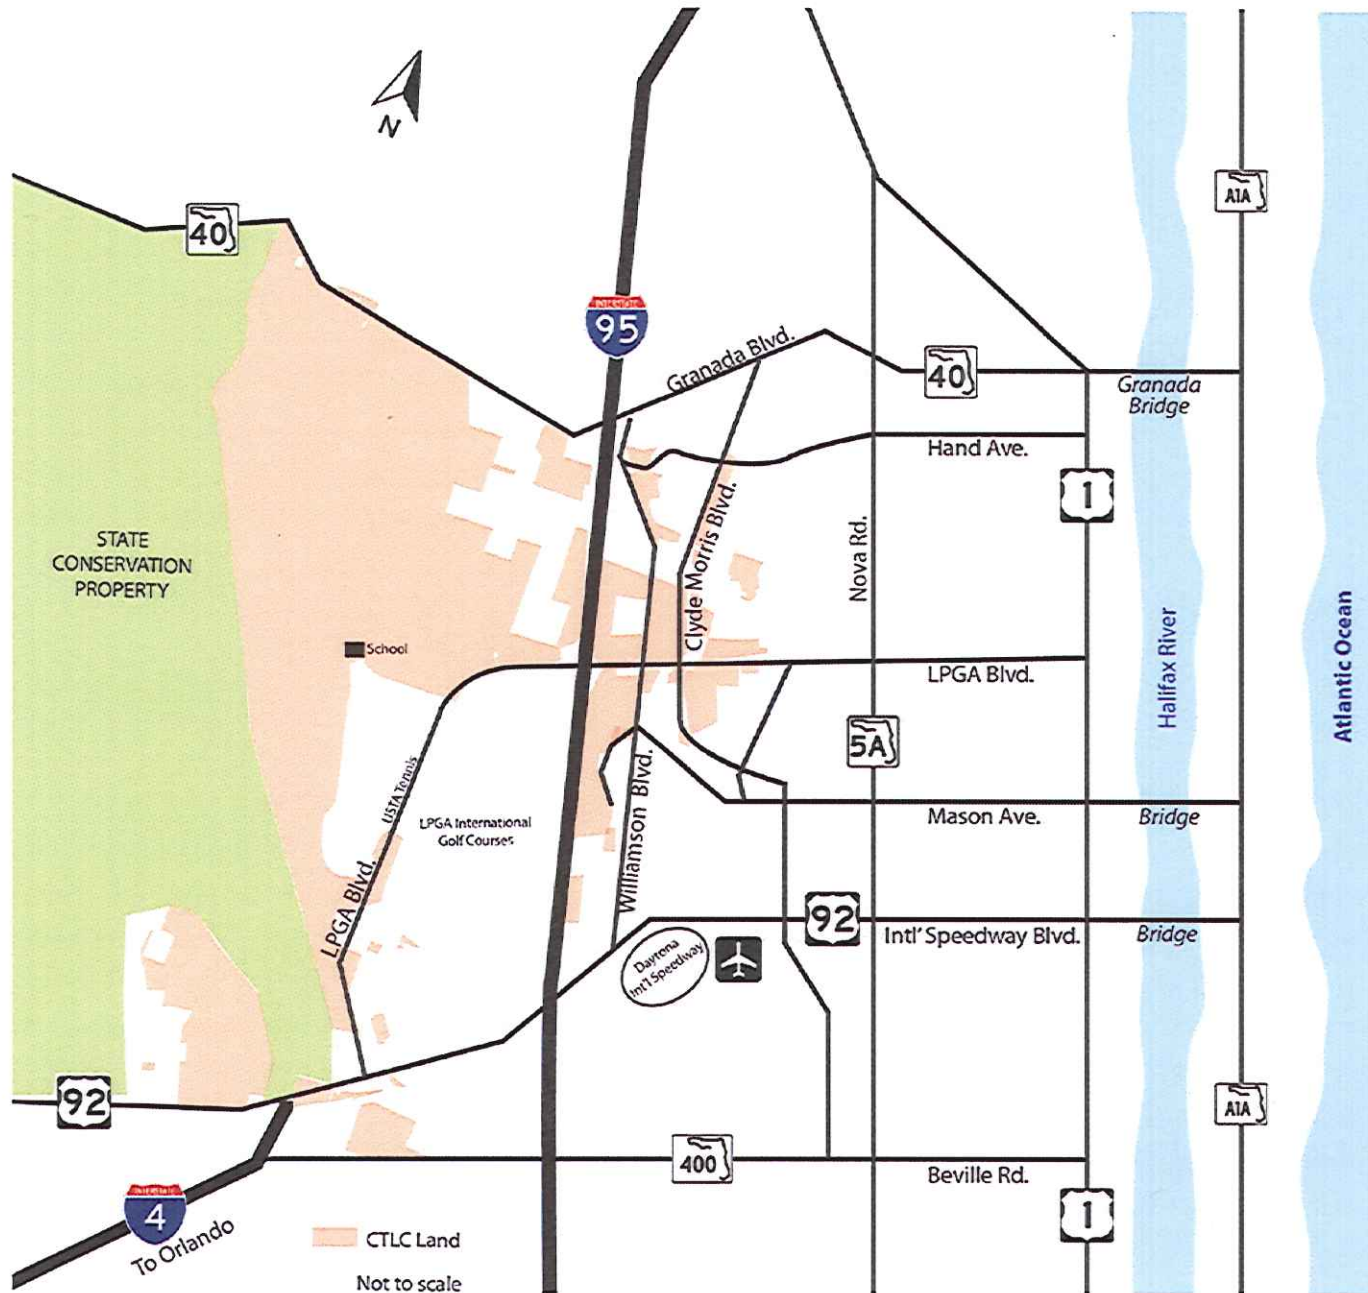 N
A1A
40
INTERSTATE
95
Granada Blvd.
40
Granada
Bridge
Hand Ave.
1
STATE
CONSERVATION
PROPERTY
Clyde Morris Blvd.
Nova Rd.
School
LPGA Blvd.
Halifax River
Atlantic Ocean
5A
USTA Tennis
LPGA International
Golf Courses
Williamson Blvd.
Mason Ave.
Bridge
LPGA Blvd.
92
Intl' Speedway Blvd.
Bridge
Daytona
Int'l Speedway
92
A1A
400
Beville Rd.
INTERSTATE
4
To Orlando
1
CTLC Land
Not to scale